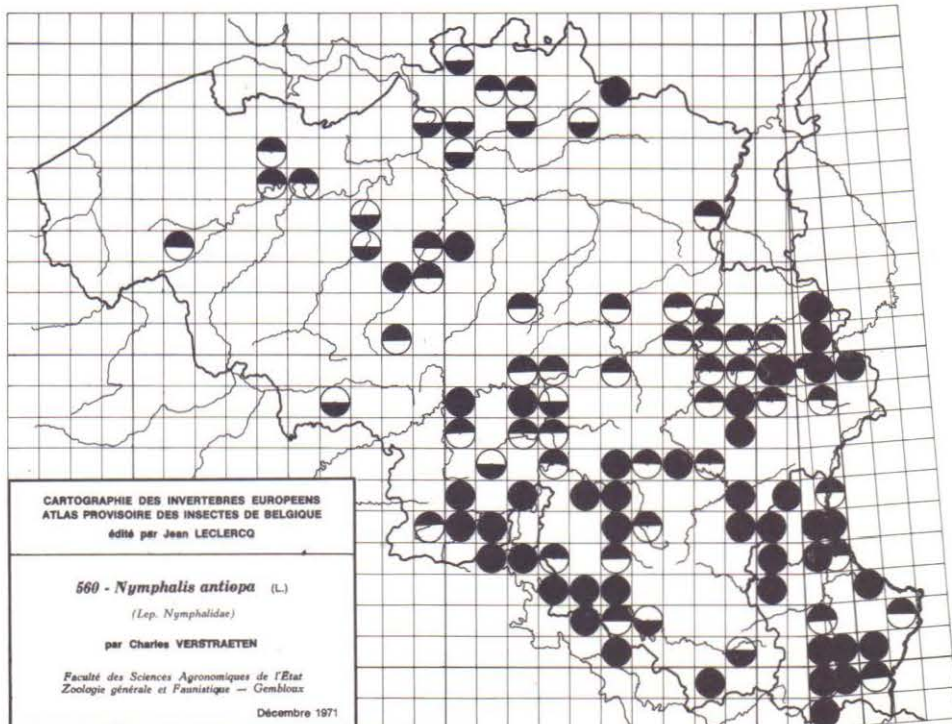 CARTOGRAPHIE DES INVERTEBRES EUROPEENS
ATLAS PROVISOIRE DES INSECTES DE BELGIQUE
édité par Jean LECLERCQ
560 - Nymphalis antiopa (L.)
(Lep. Nymphalidae)
par Charles VERSTRAETEN
Faculté des Sciences Agronomiques de l'État
Zoologie générale et Faunistique — Gembloux
Décembre 1971